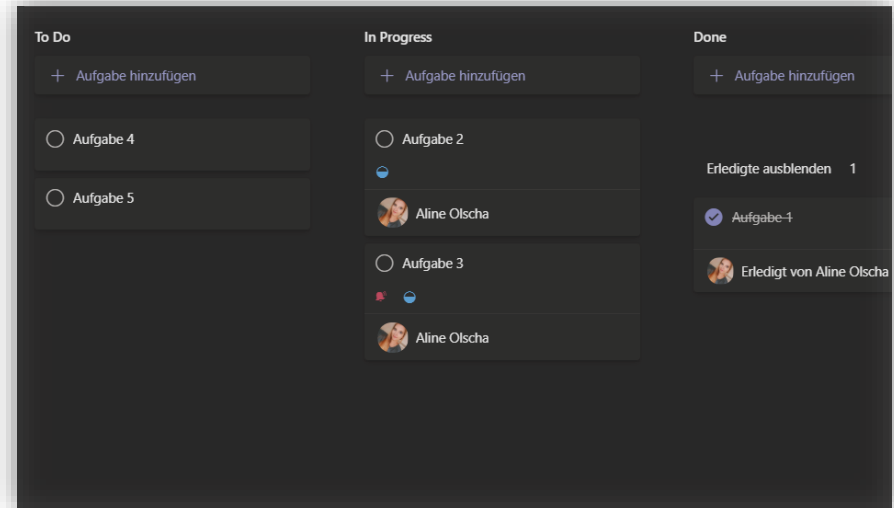 To Do
+ Aufgabe hinzufügen
Aufgabe 4
Aufgabe 5
In Progress
+ Aufgabe hinzufügen
Aufgabe 2
Aline Olscha
Aufgabe 3
Aline Olscha
Done
+ Aufgabe hinzufügen
Erledigte ausblenden 1
Aufgabe 1
Erledigt von Aline Olscha